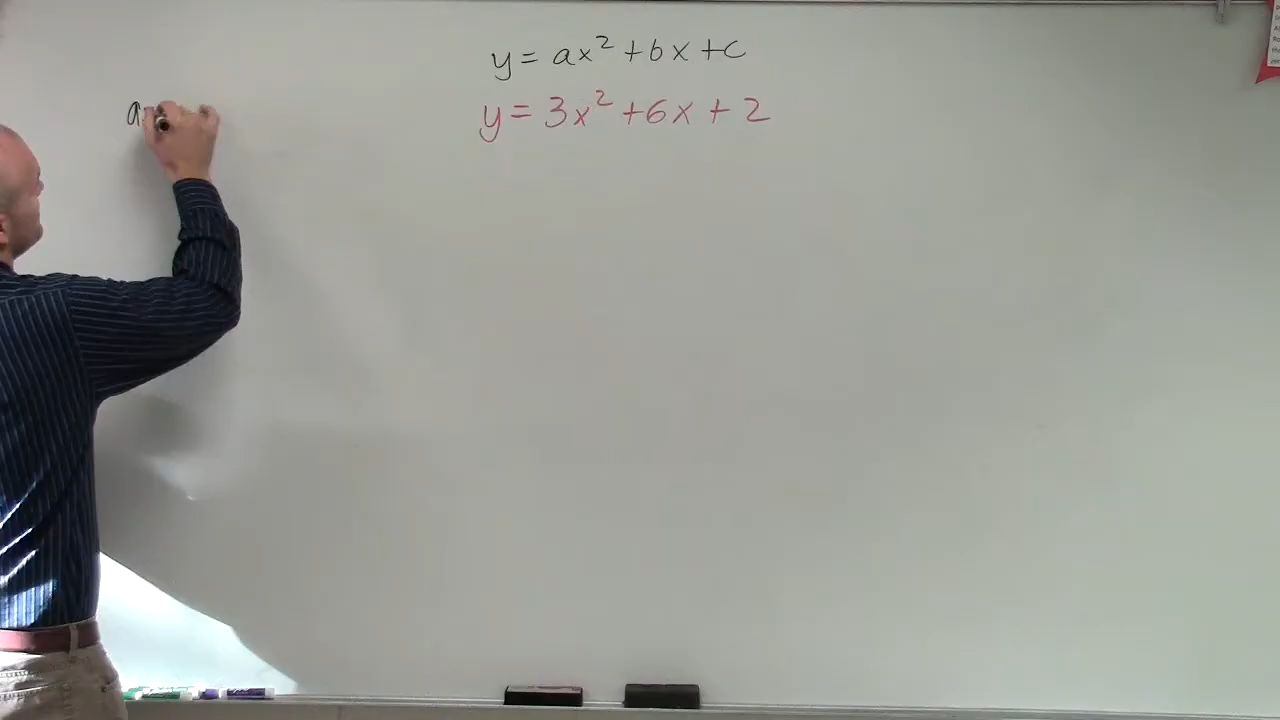 y = ax² + bx + c
y = 3x² + 6x + 2
a